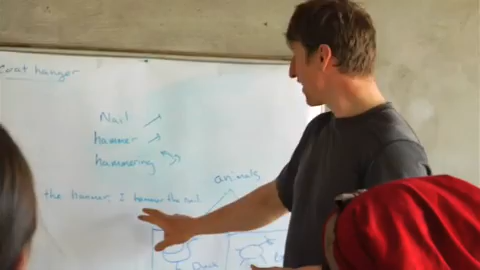 Coat hanger
Nail
hammer
hammering
animals
the hammer, I hammer the nail
Duck